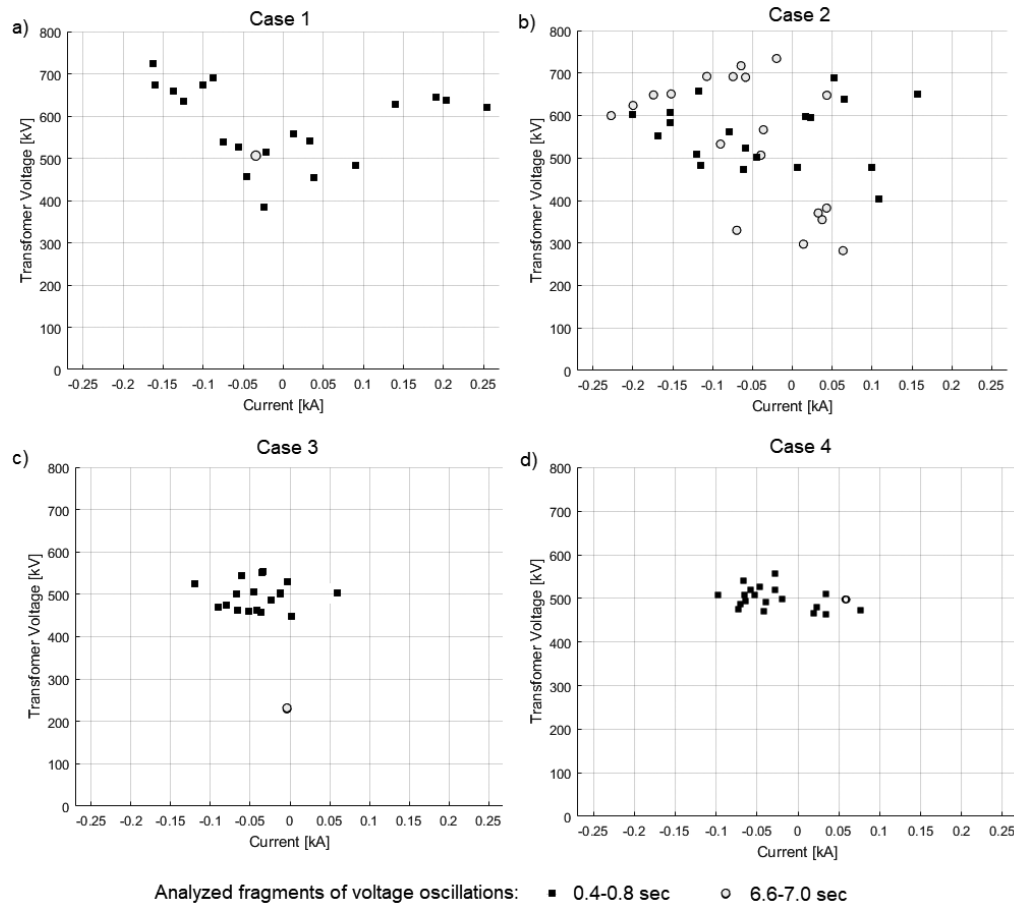 a)
Case 1
Transfomer Voltage [kV]
800
700
600
500
400
300
200
100
0
-0.25 -0.2 -0.15 -0.1 -0.05 0 0.05 0.1 0.15 0.2 0.25
Current [kA]
b)
Case 2
Transfomer Voltage [kV]
800
700
600
500
400
300
200
100
0
-0.25 -0.2 -0.15 -0.1 -0.05 0 0.05 0.1 0.15 0.2 0.25
Current [kA]
c)
Case 3
Transfomer Voltage [kV]
800
700
600
500
400
300
200
100
0
-0.25 -0.2 -0.15 -0.1 -0.05 0 0.05 0.1 0.15 0.2 0.25
Current [kA]
d)
Case 4
Transfomer Voltage [kV]
800
700
600
500
400
300
200
100
0
-0.25 -0.2 -0.15 -0.1 -0.05 0 0.05 0.1 0.15 0.2 0.25
Current [kA]
Analyzed fragments of voltage oscillations: 0.4-0.8 sec 6.6-7.0 sec